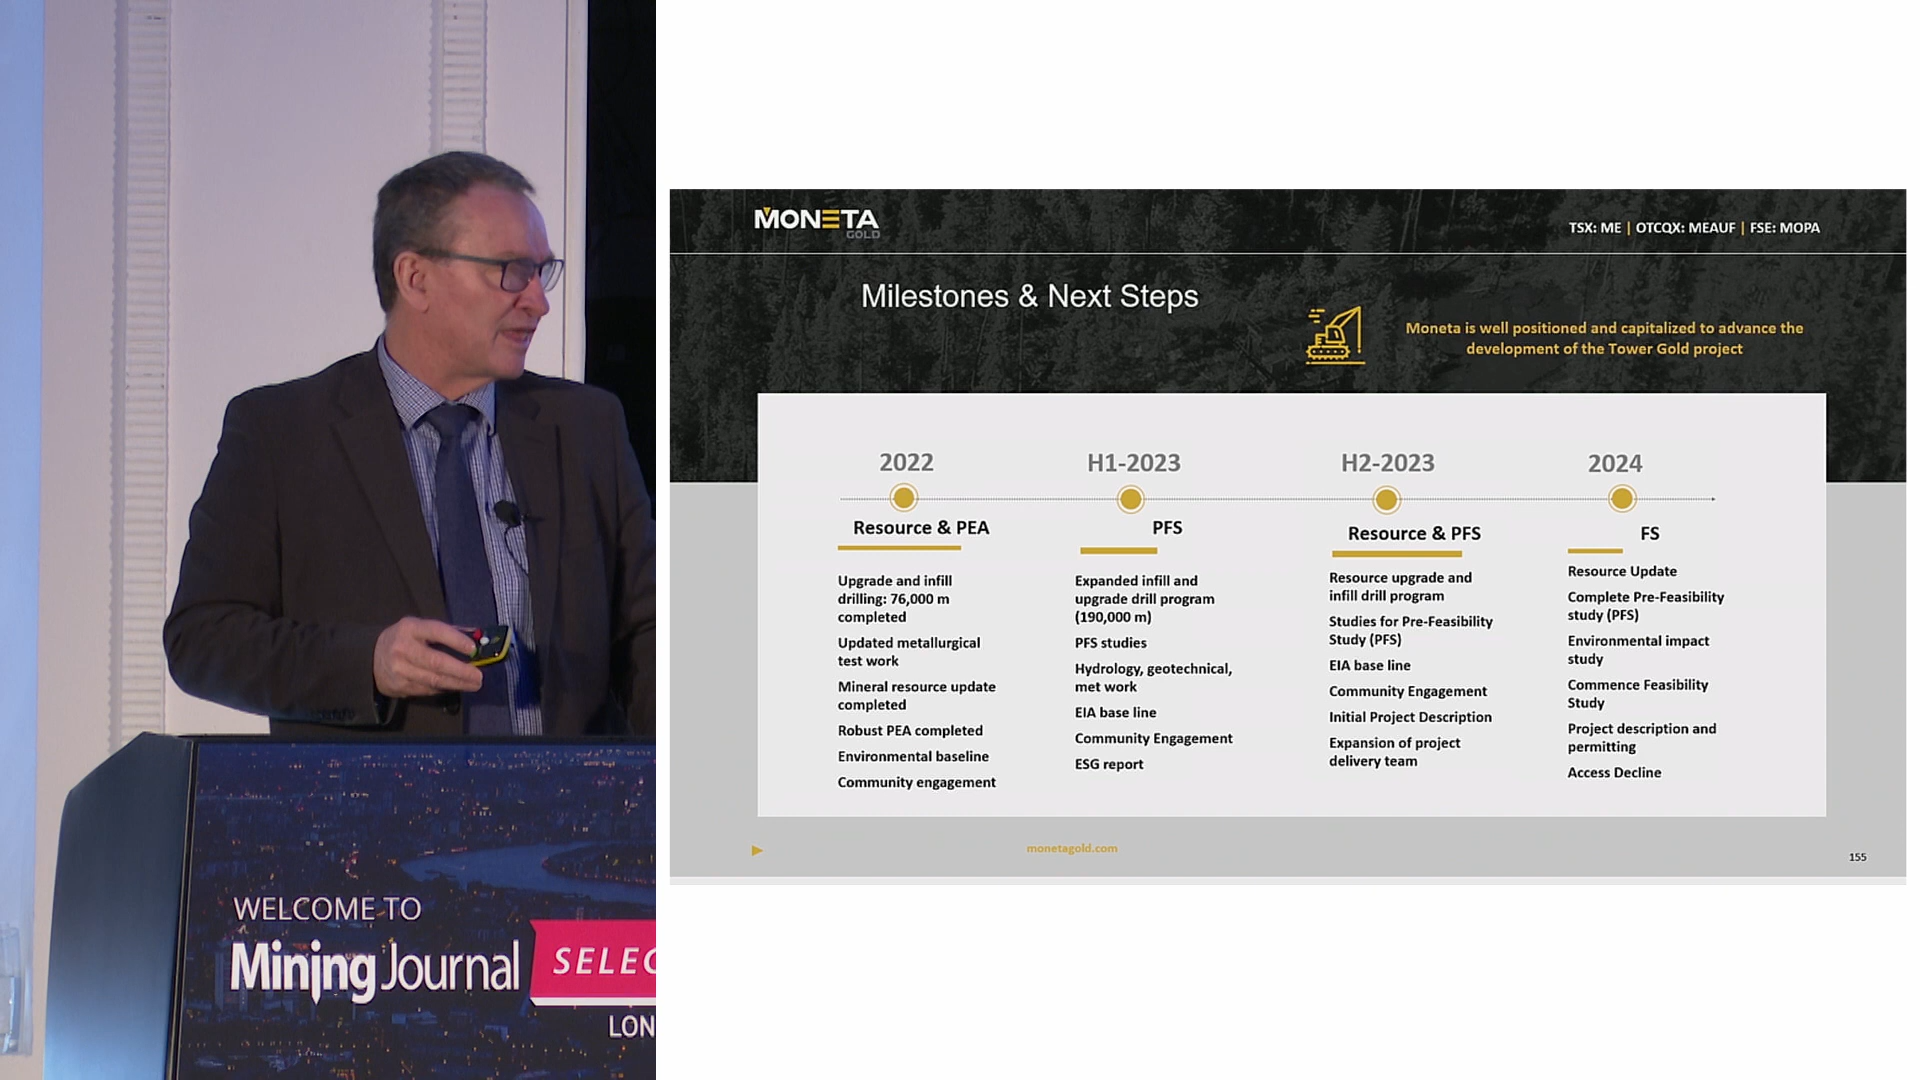 WELCOME TO
Mining Journal
SELEC
LON
MONETA
GOLD
TSX: ME | OTCQX: MEAUF | FSE: MOPA
Milestones & Next Steps
Moneta is well positioned and capitalized to advance the
development of the Tower Gold project
2022
Resource & PEA
Upgrade and infill
drilling: 76,000 m
completed
Updated metallurgical
test work
Mineral resource update
completed
Robust PEA completed
Environmental baseline
Community engagement
H1-2023
PFS
Expanded infill and
upgrade drill program
(190,000 m)
PFS studies
Hydrology, geotechnical,
met work
EIA base line
Community Engagement
ESG report
H2-2023
Resource & PFS
Resource upgrade and
infill drill program
Studies for Pre-Feasibility
Study (PFS)
EIA base line
Community Engagement
Initial Project Description
Expansion of project
delivery team
2024
FS
Resource Update
Complete Pre-Feasibility
study (PFS)
Environmental impact
study
Commence Feasibility
Study
Project description and
permitting
Access Decline
monetagold.com
155